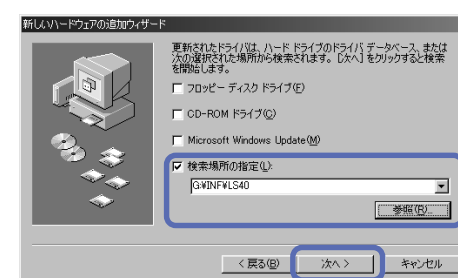 新しいハードウェアの追加ウィザード
更新されたドライバは、ハード ドライブのドライバ データベース、または
次の選択された場所から検索されます。[次へ] をクリックすると検索
を開始します。
フロッピー ディスク ドライブ(F)
CD-ROM ドライブ(C)
Microsoft Windows Update(M)
検索場所の指定(L):
G:¥INF¥LS40
参照(R)...
< 戻る(B)
次へ >
キャンセル